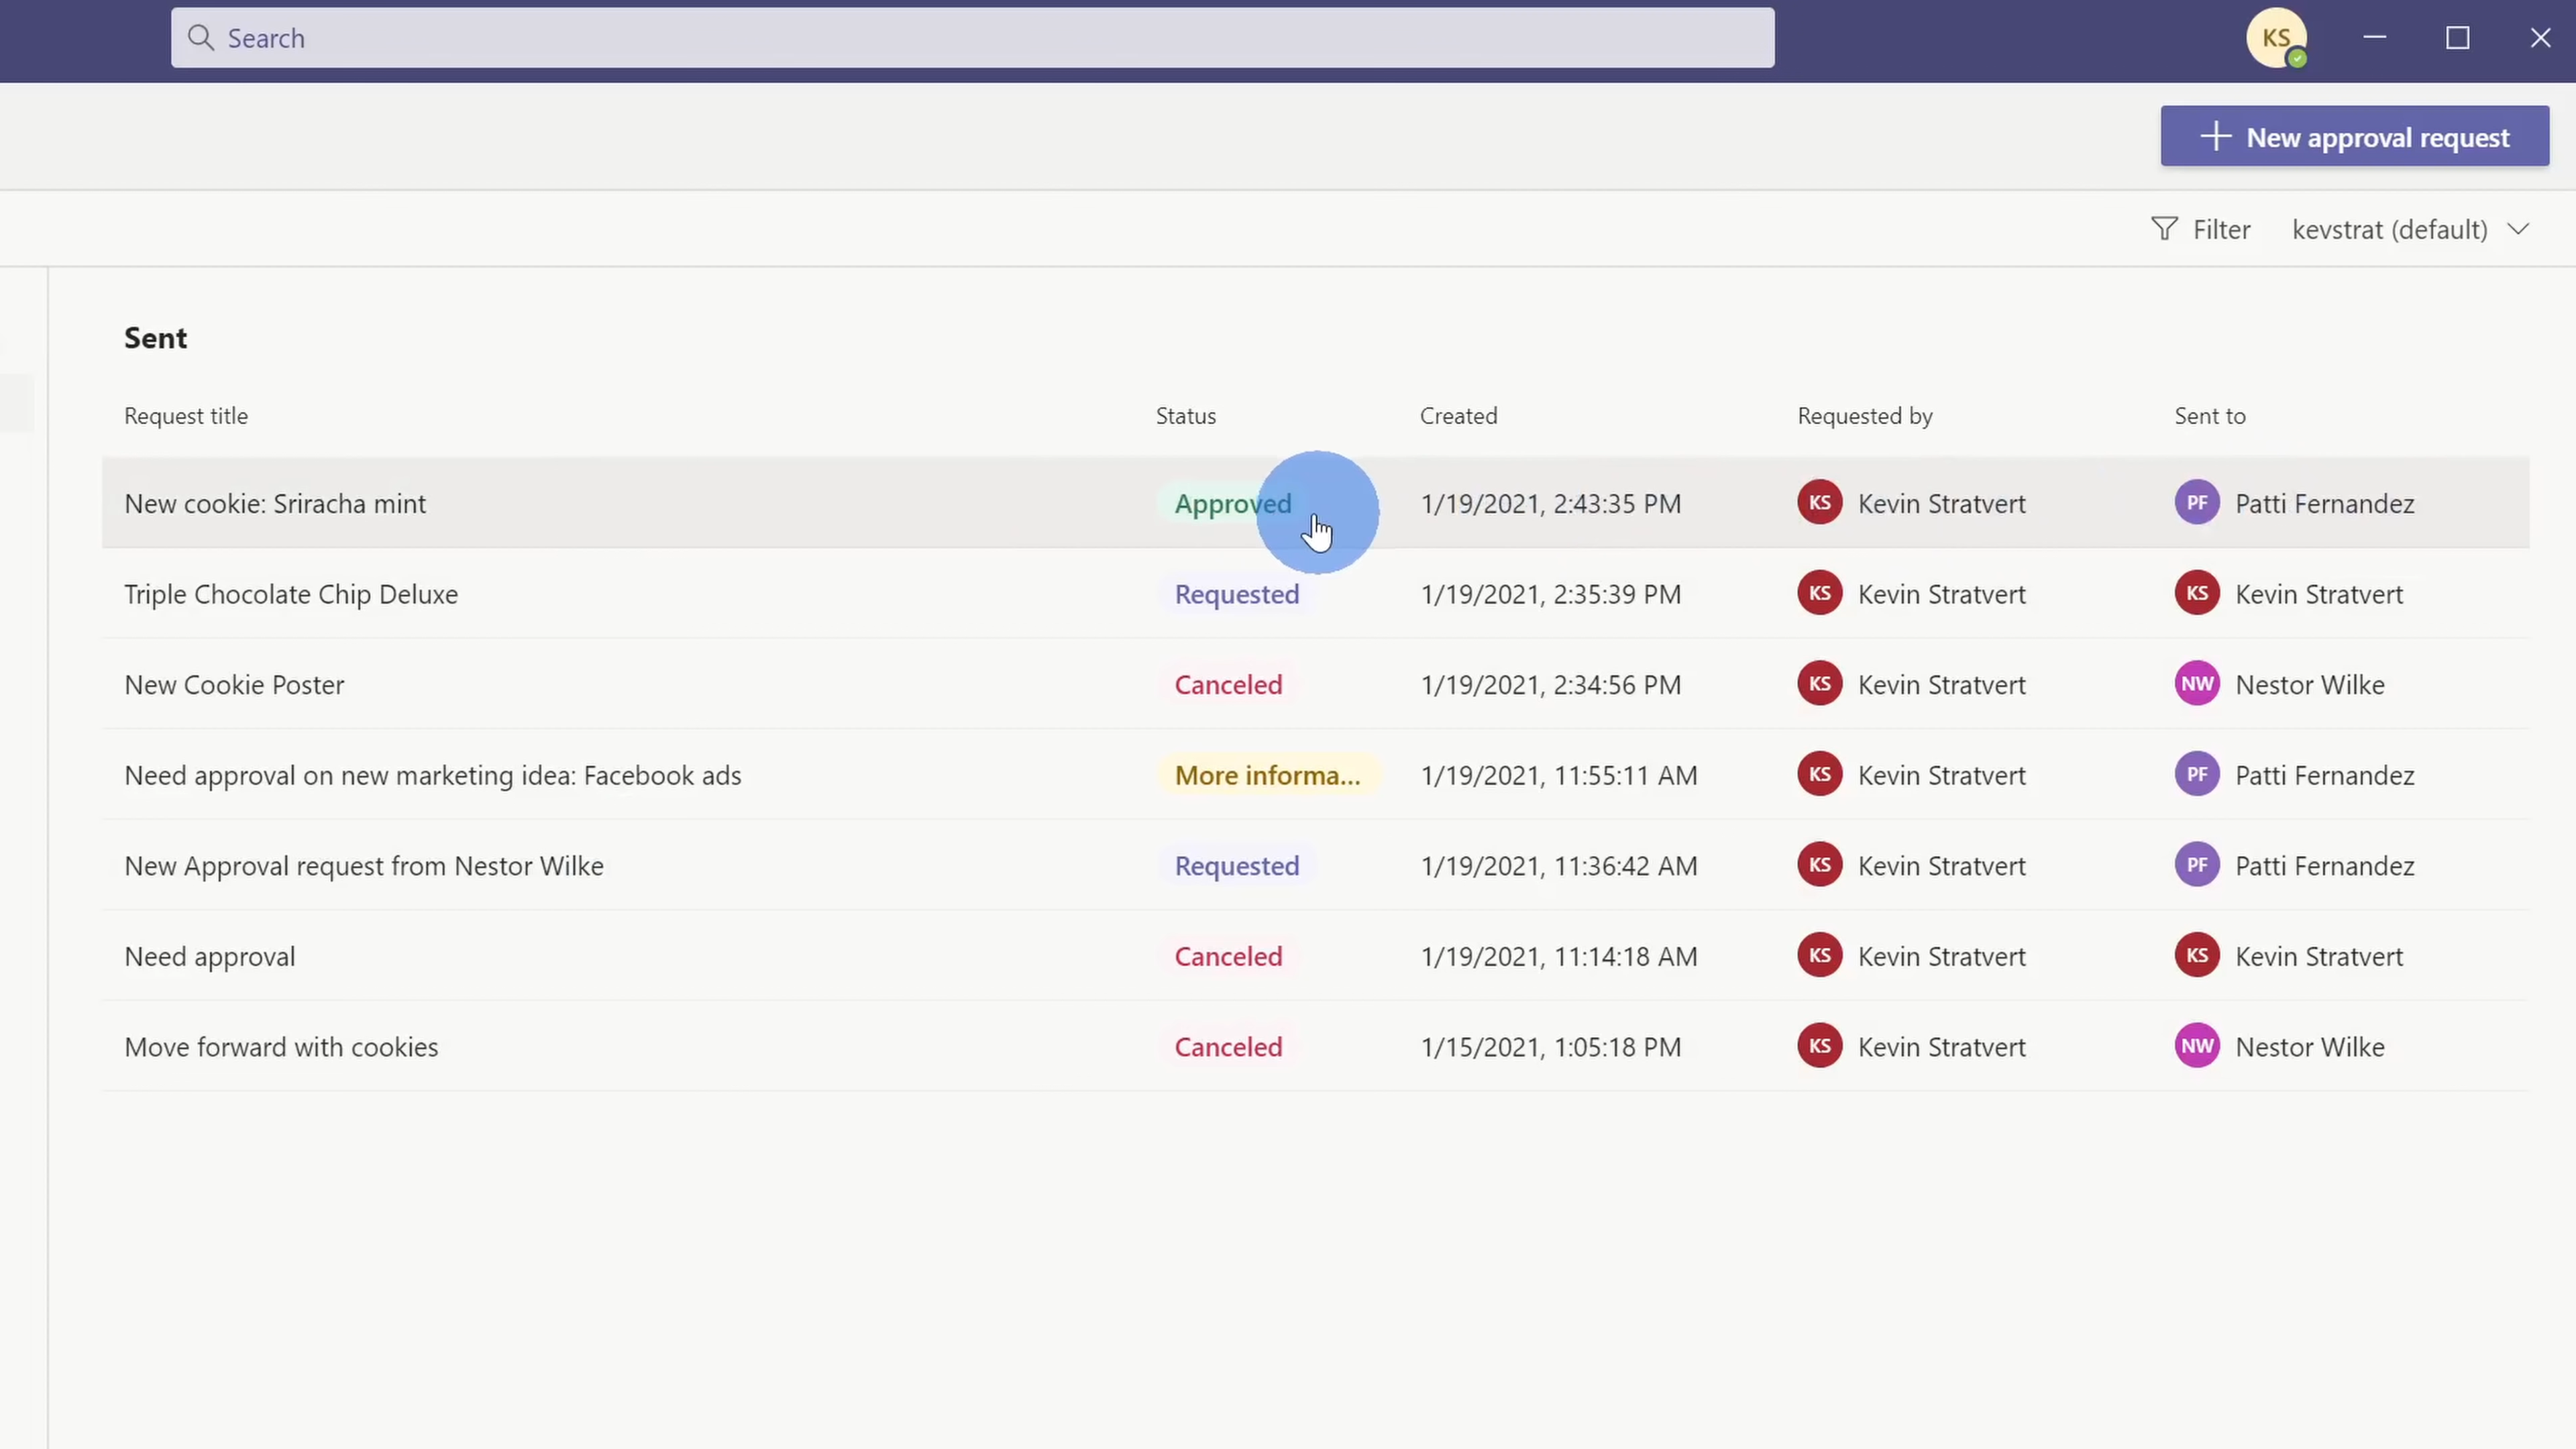 Search
KS
New approval request
Filter kevstrat (default)
Sent
Request title Status Created Requested by Sent to
New cookie: Sriracha mint Approved 1/19/2021, 2:43:35 PM KS Kevin Stratvert PF Patti Fernandez
Triple Chocolate Chip Deluxe Requested 1/19/2021, 2:35:39 PM KS Kevin Stratvert KS Kevin Stratvert
New Cookie Poster Canceled 1/19/2021, 2:34:56 PM KS Kevin Stratvert NW Nestor Wilke
Need approval on new marketing idea: Facebook ads More informa... 1/19/2021, 11:55:11 AM KS Kevin Stratvert PF Patti Fernandez
New Approval request from Nestor Wilke Requested 1/19/2021, 11:36:42 AM KS Kevin Stratvert PF Patti Fernandez
Need approval Canceled 1/19/2021, 11:14:18 AM KS Kevin Stratvert KS Kevin Stratvert
Move forward with cookies Canceled 1/15/2021, 1:05:18 PM KS Kevin Stratvert NW Nestor Wilke